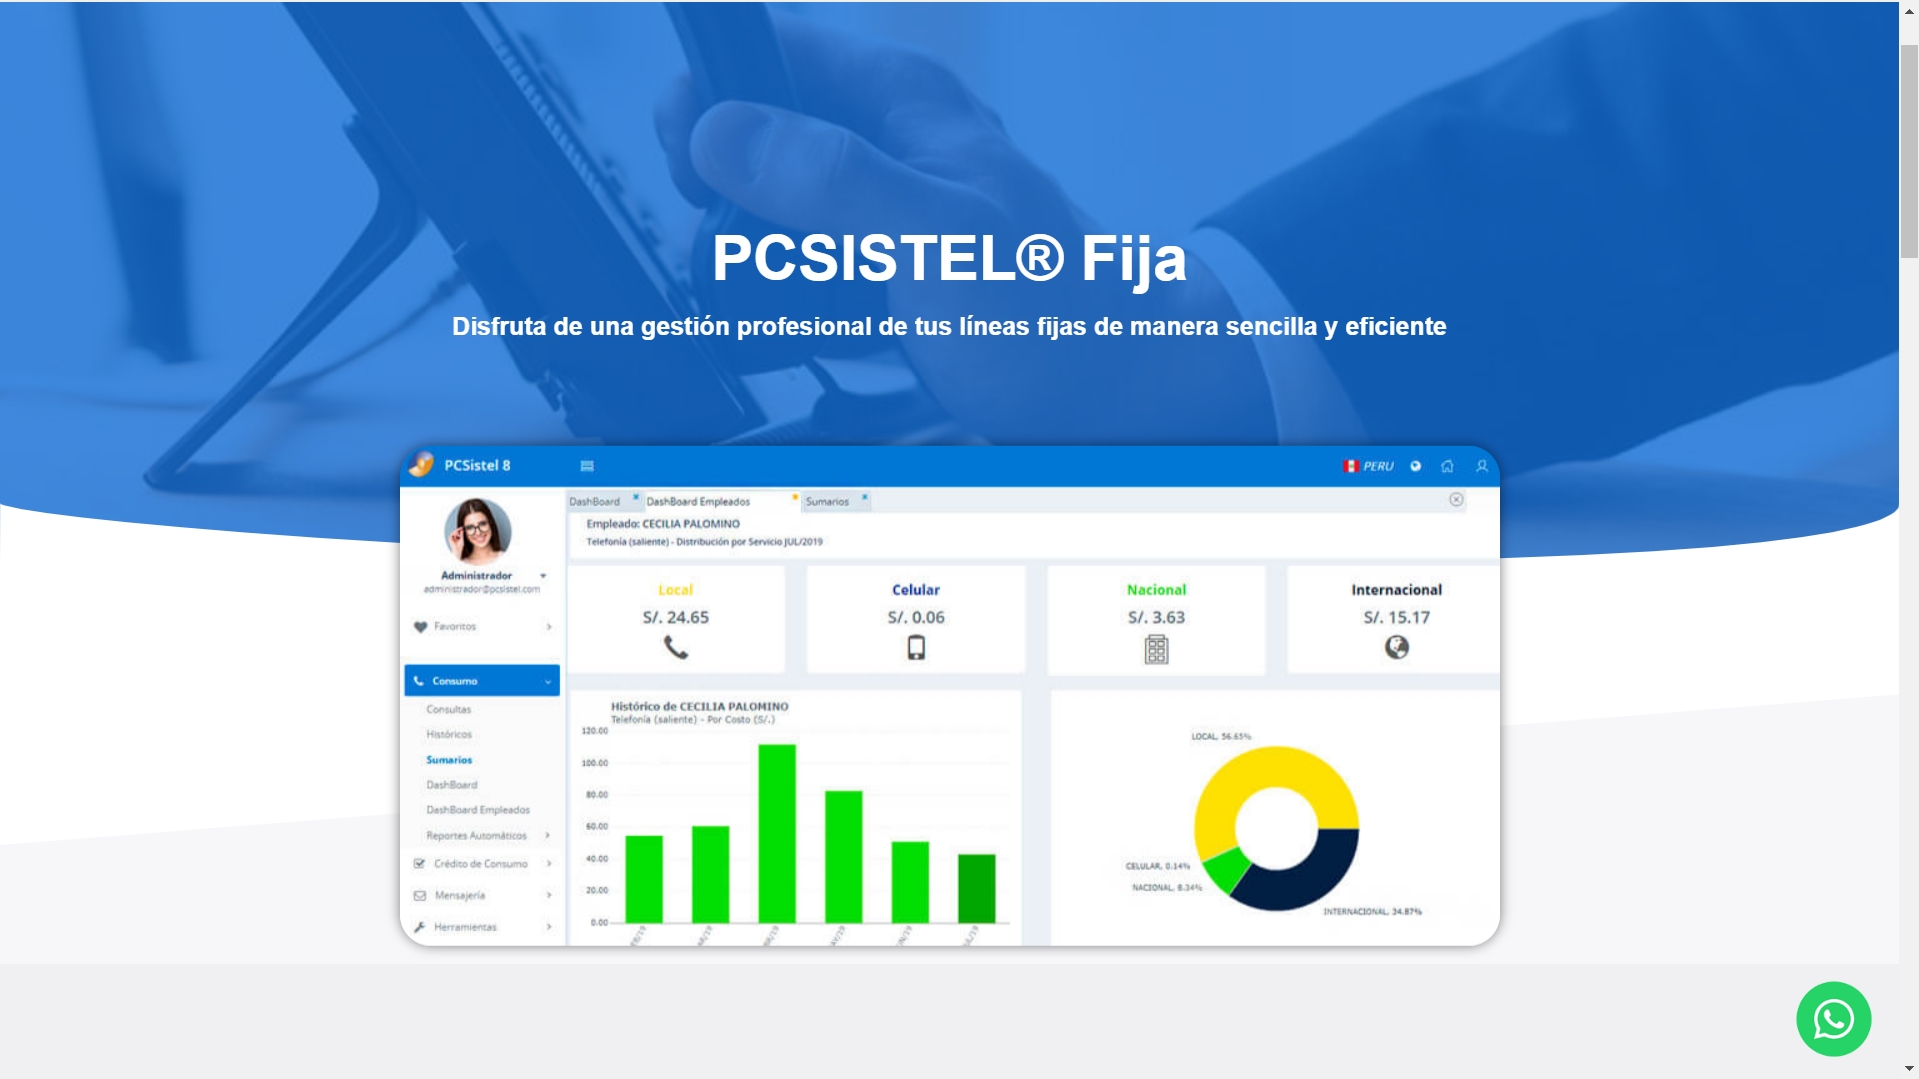 PCSISTEL® Fija
Disfruta de una gestión profesional de tus líneas fijas de manera sencilla y eficiente
PCSistel 8
PERU
DashBoard
DashBoard Empleados
Sumarios
Empleado: CECILIA PALOMINO
Telefonía (saliente) - Distribución por Servicio JUL/2019
Administrador
administrador@pcsistel.com
Favoritos
Consumo
Consultas
Históricos
Sumarios
DashBoard
DashBoard Empleados
Reportes Automáticos
Crédito de Consumo
Mensajería
Herramientas
Local
S/. 24.65
Celular
S/. 0.06
Nacional
S/. 3.63
Internacional
S/. 15.17
Histórico de CECILIA PALOMINO
Telefonía (saliente) - Por Costo (S/.)
120.00
100.00
80.00
60.00
40.00
20.00
0.00
LOCAL, 56.65%
CELULAR, 0.14%
NACIONAL, 8.34%
INTERNACIONAL, 34.87%